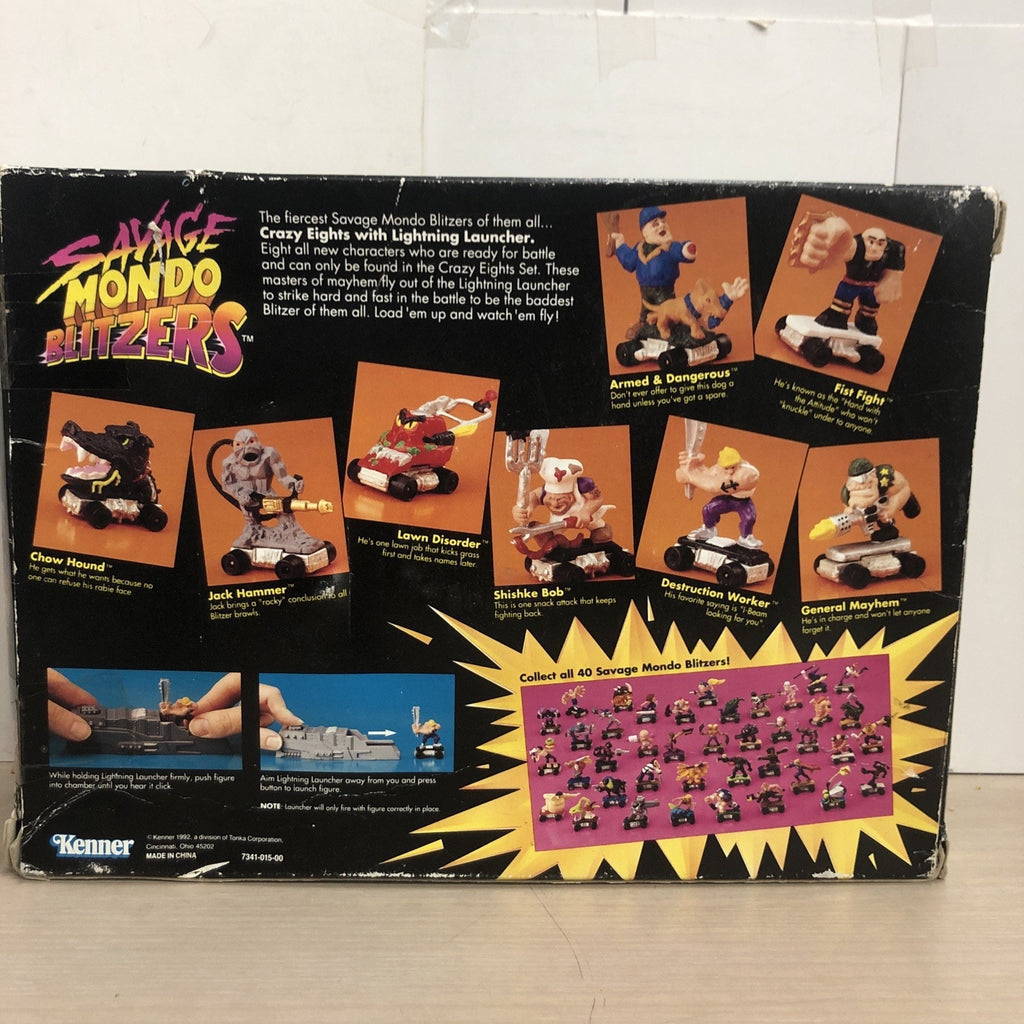 SAVAGE
MONDO
BLITZERS™
The fiercest Savage Mondo Blitzers of them all...
Crazy Eights with Lightning Launcher.
Eight all new characters who are ready for battle
and can only be found in the Crazy Eights Set. These
masters of mayhem fly out of the Lightning Launcher
to strike hard and fast in the battle to be the baddest
Blitzer of them all. Load 'em up and watch 'em fly!
Armed & Dangerous™
Don't ever offer to give this dog a
hand unless you've got a spare.
Fist Fight™
He's known as the "Hand with
the Attitude" who won't
"knuckle" under to anyone.
Chow Hound™
He gets what he wants because no
one can refuse his rabie face
Jack Hammer™
Jack brings a "rocky" conclusion to all
Blitzer brawls.
Lawn Disorder™
He's one lawn job that kicks grass
first and takes names later.
Shishke Bob™
This is one snack attack that keeps
fighting back.
Destruction Worker™
His favorite saying is "I-Beam
looking for you".
General Mayhem™
He's in charge and won't let anyone
forget it.
Collect all 40 Savage Mondo Blitzers!
While holding Lightning Launcher firmly, push figure
into chamber until you hear it click.
Aim Lightning Launcher away from you and press
button to launch figure.
NOTE: Launcher will only fire with figure correctly in place.
Kenner
© Kenner 1992, a division of Tonka Corporation,
Cincinnati, Ohio 45202
MADE IN CHINA 7341-015-00